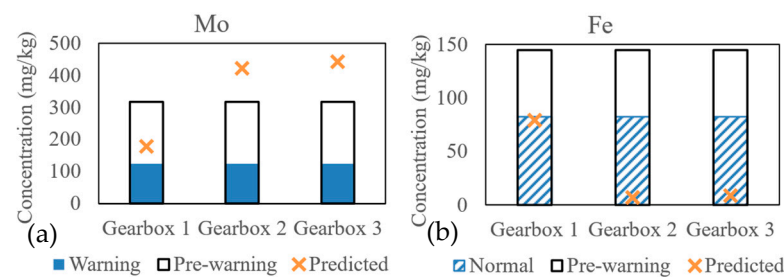 Mo
Concentration (mg/kg)
500
400
300
200
100
0
Gearbox 1 Gearbox 2 Gearbox 3
(a)
Warning Pre-warning Predicted
Fe
Concentration (mg/kg)
150
100
50
0
Gearbox 1 Gearbox 2 Gearbox 3
(b)
Normal Pre-warning Predicted